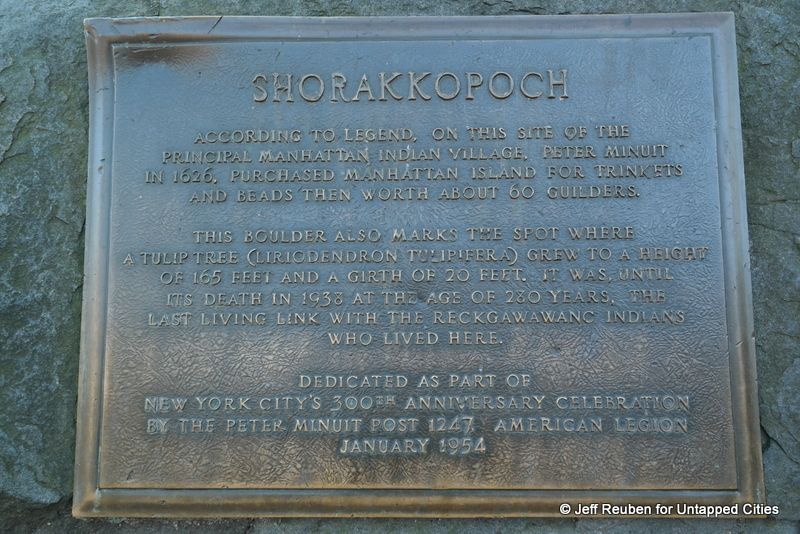 SHORAKKOPOCH
ACCORDING TO LEGEND, ON THIS SITE OF THE
PRINCIPAL MANHATTAN INDIAN VILLAGE, PETER MINUIT
IN 1626, PURCHASED MANHATTAN ISLAND FOR TRINKETS
AND BEADS THEN WORTH ABOUT 60 GUILDERS.
THIS BOULDER ALSO MARKS THE SPOT WHERE
A TULIP TREE (LIRIODENDRON TULIPIFERA) GREW TO A HEIGHT
OF 165 FEET AND A GIRTH OF 20 FEET. IT WAS, UNTIL
ITS DEATH IN 1938 AT THE AGE OF 280 YEARS, THE
LAST LIVING LINK WITH THE RECKGAWAWANC INDIANS
WHO LIVED HERE.
DEDICATED AS PART OF
NEW YORK CITY'S 300TH ANNIVERSARY CELEBRATION
BY THE PETER MINUIT POST 1247, AMERICAN LEGION
JANUARY 1954
© Jeff Reuben for Untapped Cities